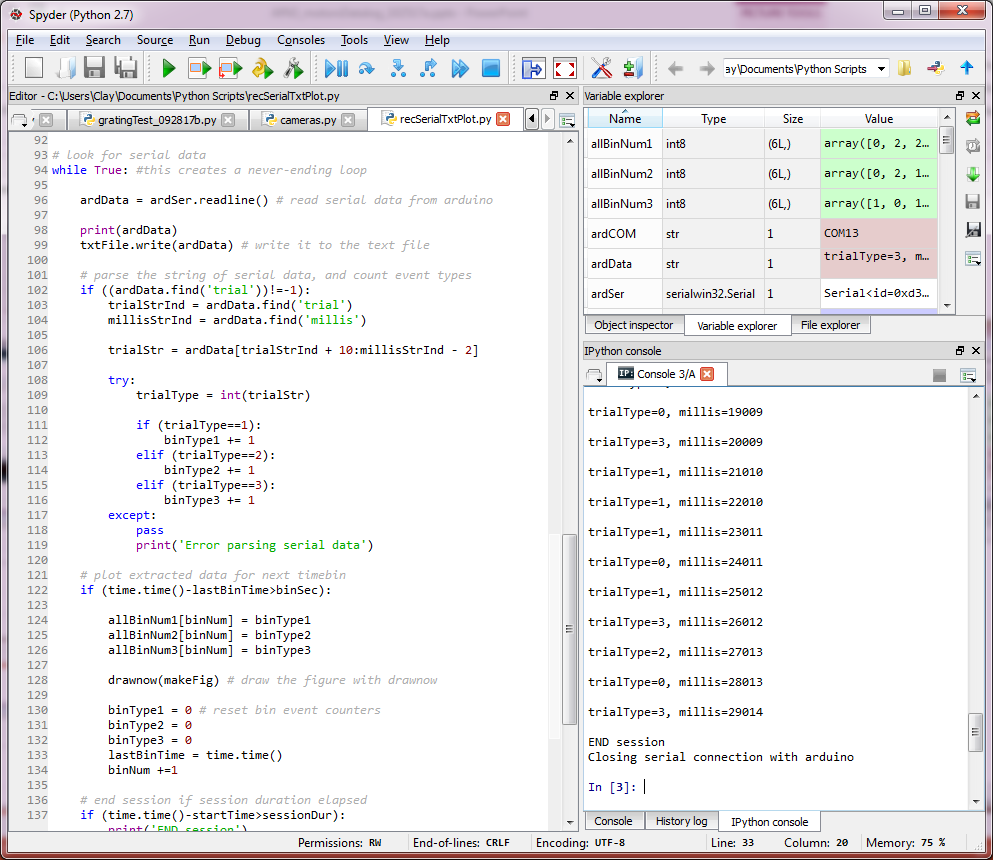 Spyder (Python 2.7)
File Edit Search Source Run Debug Consoles Tools View Help
ay\Documents\Python Scripts
Editor - C:\Users\Clay\Documents\Python Scripts\recSerialTxtPlot.py
gratingTest_092817b.py cameras.py recSerialTxtPlot.py
92
93 # look for serial data
94 while True: #this creates a never-ending loop
95
96 ardData = ardSer.readline() # read serial data from arduino
97
98 print(ardData)
99 txtFile.write(ardData) # write it to the text file
100
101 # parse the string of serial data, and count event types
102 if ((ardData.find('trial'))!=-1):
103 trialStrInd = ardData.find('trial')
104 millisStrInd = ardData.find('millis')
105
106 trialStr = ardData[trialStrInd + 10:millisStrInd - 2]
107
108 try:
109 trialType = int(trialStr)
110
111 if (trialType==1):
112 binType1 += 1
113 elif (trialType==2):
114 binType2 += 1
115 elif (trialType==3):
116 binType3 += 1
117 except:
118 pass
119 print('Error parsing serial data')
120
121 # plot extracted data for next timebin
122 if (time.time()-lastBinTime>binSec):
123
124 allBinNum1[binNum] = binType1
125 allBinNum2[binNum] = binType2
126 allBinNum3[binNum] = binType3
127
128 drawnow(makeFig) # draw the figure with drawnow
129
130 binType1 = 0 # reset bin event counters
131 binType2 = 0
132 binType3 = 0
133 lastBinTime = time.time()
134 binNum +=1
135
136 # end session if session duration elapsed
137 if (time.time()-startTime>sessionDur):
print('END session')
Variable explorer
Name Type Size Value
allBinNum1 int8 (6L,) array([0, 2, 2...
allBinNum2 int8 (6L,) array([0, 2, 1...
allBinNum3 int8 (6L,) array([1, 0, 1...
ardCOM str 1 COM13
ardData str 1 trialType=3, m...
ardSer serialwin32.Serial 1 Serial<id=0xd3...
Object inspector Variable explorer File explorer
IPython console
IP: Console 3/A
trialType=0, millis=19009
trialType=3, millis=20009
trialType=1, millis=21010
trialType=1, millis=22010
trialType=1, millis=23011
trialType=0, millis=24011
trialType=1, millis=25012
trialType=3, millis=26012
trialType=2, millis=27013
trialType=0, millis=28013
trialType=3, millis=29014
END session
Closing serial connection with arduino
In [3]:
Console History log IPython console
Permissions: RW End-of-lines: CRLF Encoding: UTF-8 Line: 33 Column: 20 Memory: 75 %